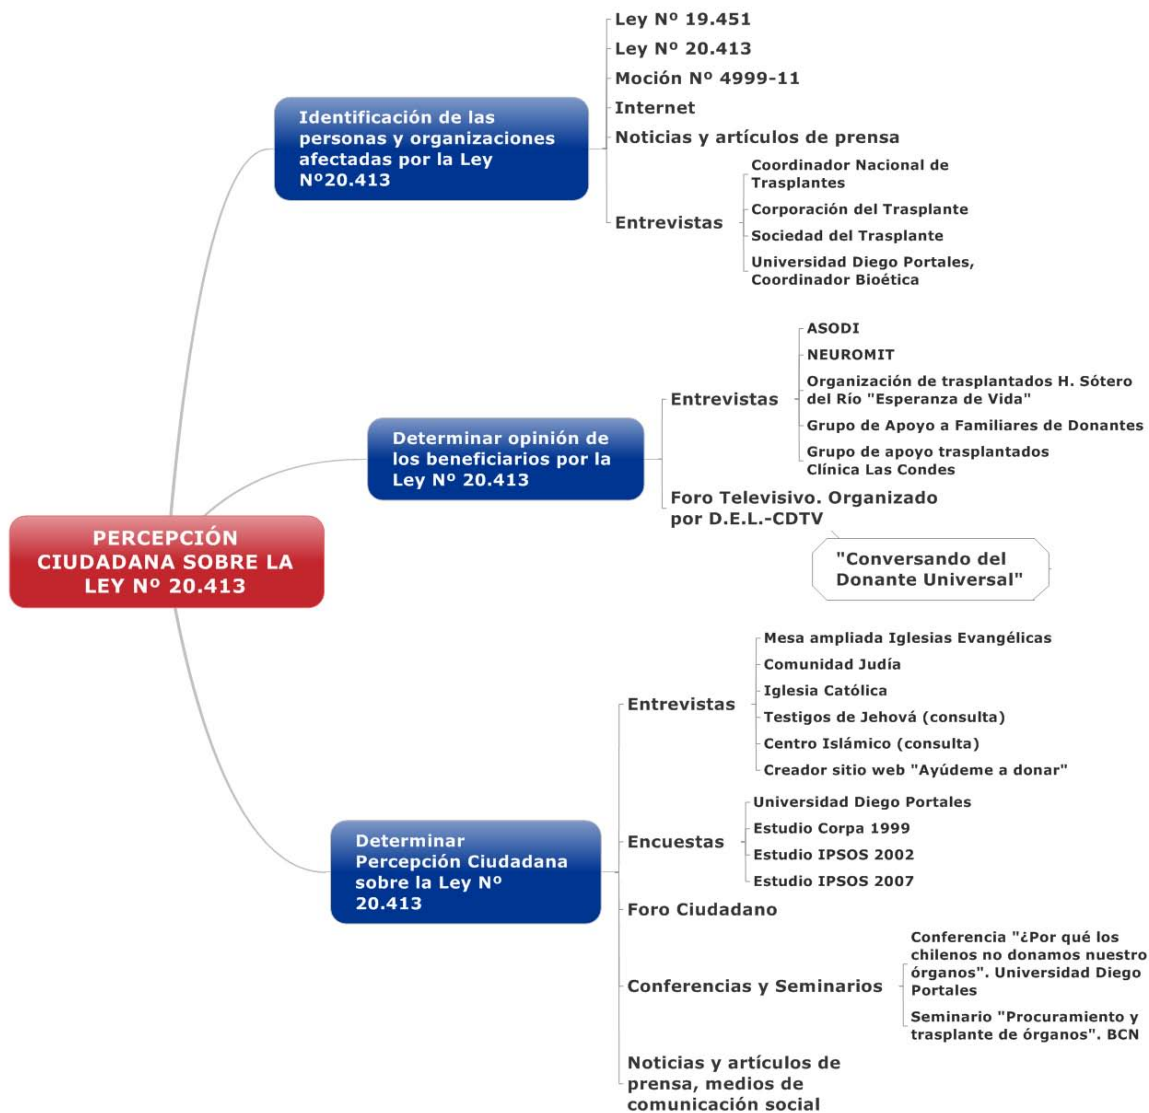 PERCEPCIÓN
CIUDADANA SOBRE LA
LEY Nº 20.413
Identificación de las
personas y organizaciones
afectadas por la Ley
Nº20.413
Ley Nº 19.451
Ley Nº 20.413
Moción Nº 4999-11
Internet
Noticias y artículos de prensa
Entrevistas
Coordinador Nacional de
Trasplantes
Corporación del Trasplante
Sociedad del Trasplante
Universidad Diego Portales,
Coordinador Bioética
Determinar opinión de
los beneficiarios por la
Ley Nº 20.413
Entrevistas
ASODI
NEUROMIT
Organización de trasplantados H. Sótero
del Río "Esperanza de Vida"
Grupo de Apoyo a Familiares de Donantes
Grupo de apoyo trasplantados
Clínica Las Condes
Foro Televisivo. Organizado
por D.E.L.-CDTV
"Conversando del
Donante Universal"
Determinar
Percepción Ciudadana
sobre la Ley Nº
20.413
Entrevistas
Mesa ampliada Iglesias Evangélicas
Comunidad Judía
Iglesia Católica
Testigos de Jehová (consulta)
Centro Islámico (consulta)
Creador sitio web "Ayúdeme a donar"
Encuestas
Universidad Diego Portales
Estudio Corpa 1999
Estudio IPSOS 2002
Estudio IPSOS 2007
Foro Ciudadano
Conferencias y Seminarios
Conferencia "¿Por qué los
chilenos no donamos nuestro
órganos". Universidad Diego
Portales
Seminario "Procuramiento y
trasplante de órganos". BCN
Noticias y artículos de
prensa, medios de
comunicación social